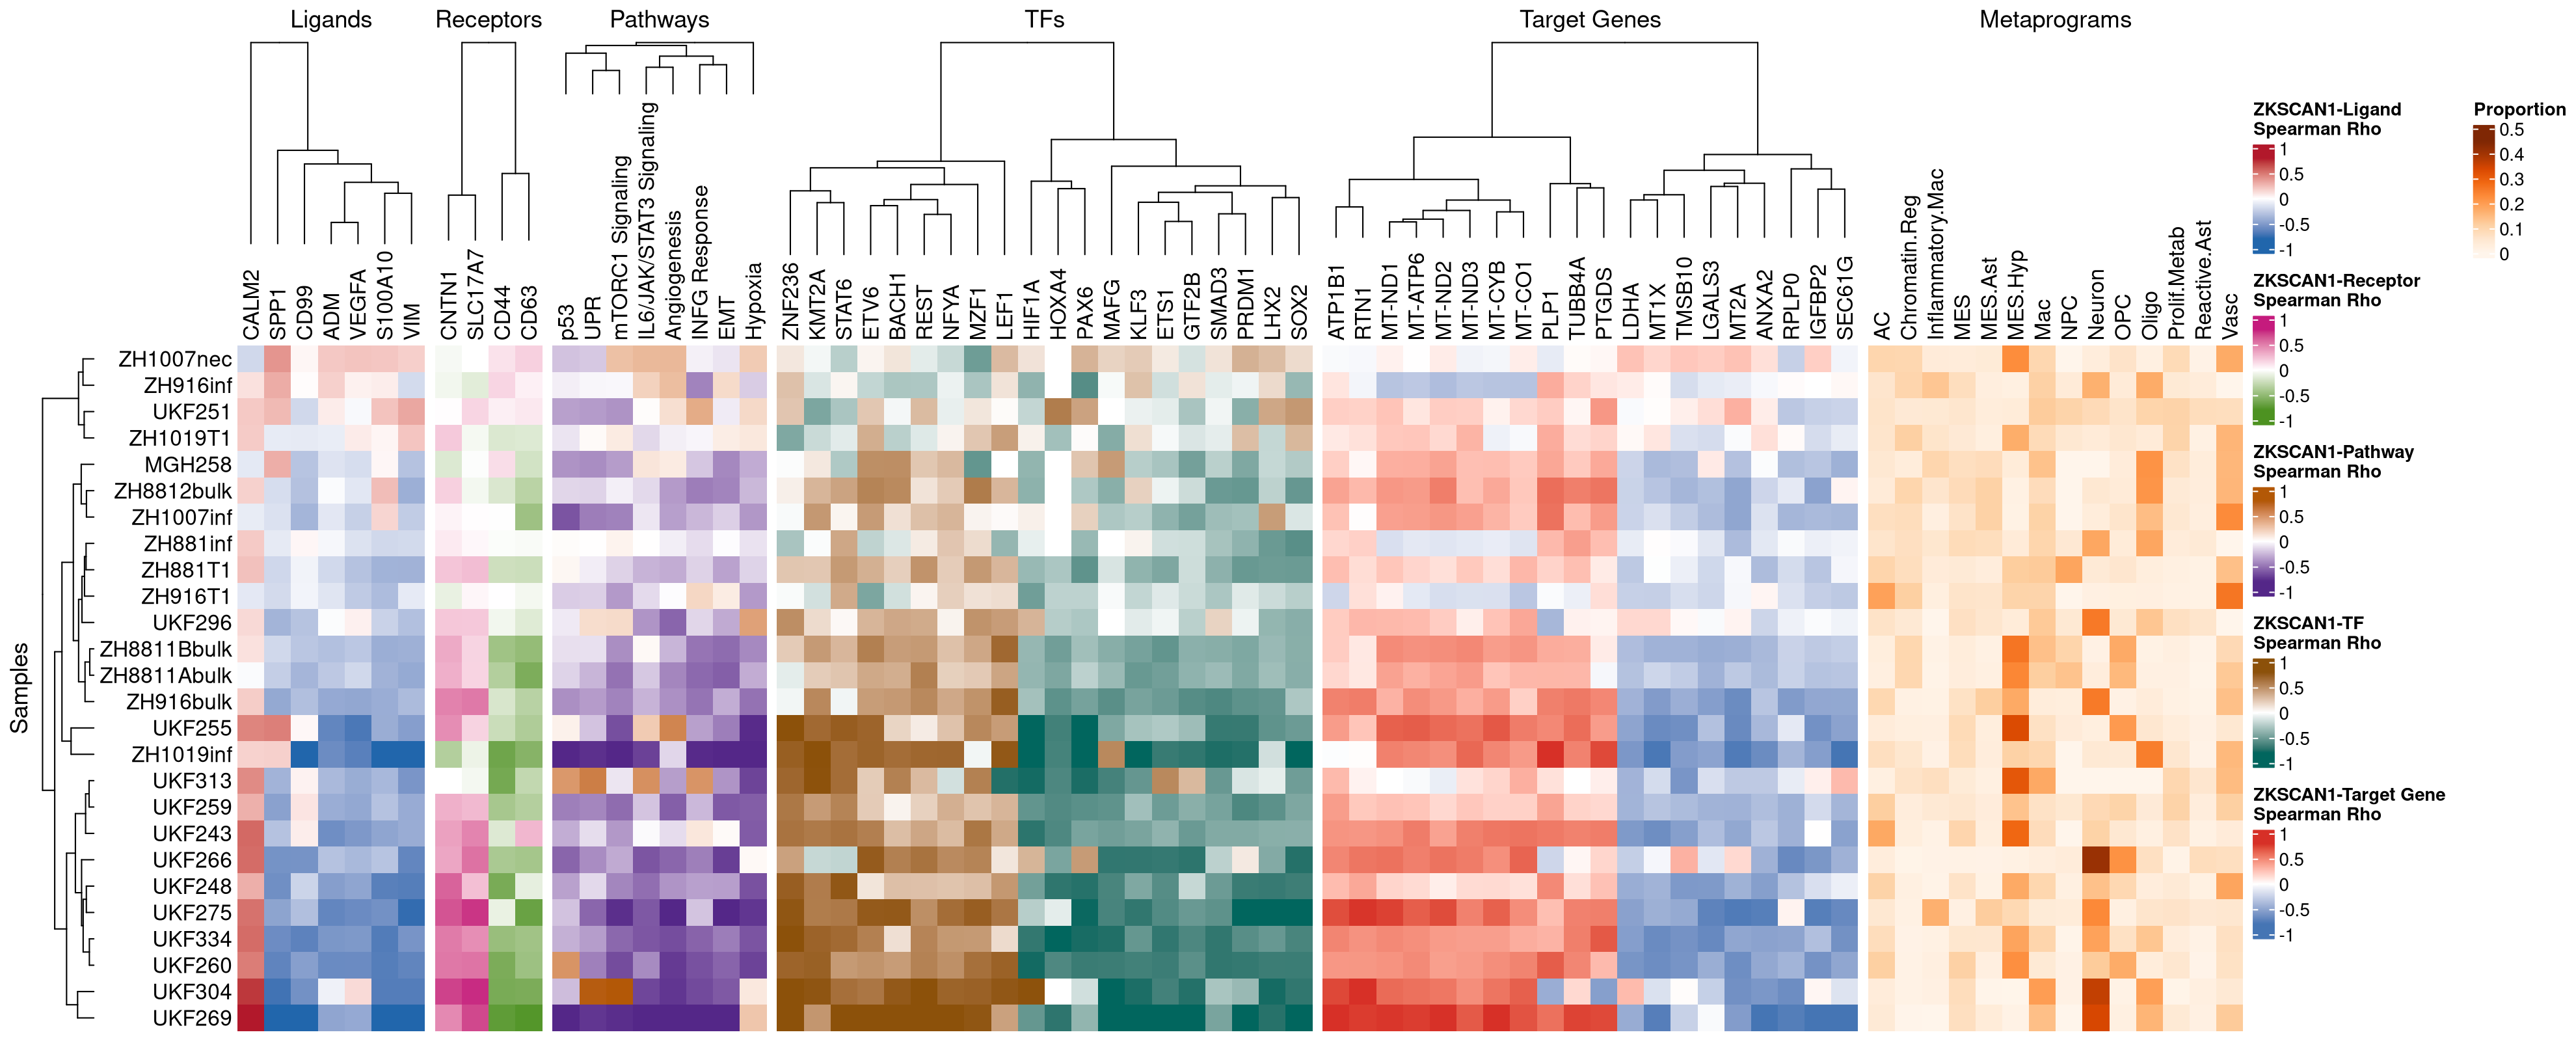 Ligands
Receptors
Pathways
TFs
Target Genes
Metaprograms
CALM2
SPP1
CD99
ADM
VEGFA
S100A10
VIM
CNTN1
SLC17A7
CD44
CD63
p53
UPR
mTORC1 Signaling
IL6/JAK/STAT3 Signaling
Angiogenesis
INFG Response
EMT
Hypoxia
ZNF236
KMT2A
STAT6
ETV6
BACH1
REST
NFYA
MZF1
LEF1
HIF1A
HOXA4
PAX6
MAFG
KLF3
ETS1
GTF2B
SMAD3
PRDM1
LHX2
SOX2
ATP1B1
RTN1
MT-ND1
MT-ATP6
MT-ND2
MT-ND3
MT-CYB
MT-CO1
PLP1
TUBB4A
PTGDS
LDHA
MT1X
TMSB10
LGALS3
MT2A
ANXA2
RPLP0
IGFBP2
SEC61G
AC
Chromatin.Reg
Inflammatory.Mac
MES
MES.Ast
MES.Hyp
Mac
NPC
Neuron
OPC
Oligo
Prolif.Metab
Reactive.Ast
Vasc
Samples
ZH1007nec
ZH916inf
UKF251
ZH1019T1
MGH258
ZH8812bulk
ZH1007inf
ZH881inf
ZH881T1
ZH916T1
UKF296
ZH8811Bbulk
ZH8811Abulk
ZH916bulk
UKF255
ZH1019inf
UKF313
UKF259
UKF243
UKF266
UKF248
UKF275
UKF334
UKF260
UKF304
UKF269
ZKSCAN1-Ligand
Spearman Rho
1
0.5
0
-0.5
-1
ZKSCAN1-Receptor
Spearman Rho
1
0.5
0
-0.5
-1
ZKSCAN1-Pathway
Spearman Rho
1
0.5
0
-0.5
-1
ZKSCAN1-TF
Spearman Rho
1
0.5
0
-0.5
-1
ZKSCAN1-Target Gene
Spearman Rho
1
0.5
0
-0.5
-1
Proportion
0.5
0.4
0.3
0.2
0.1
0